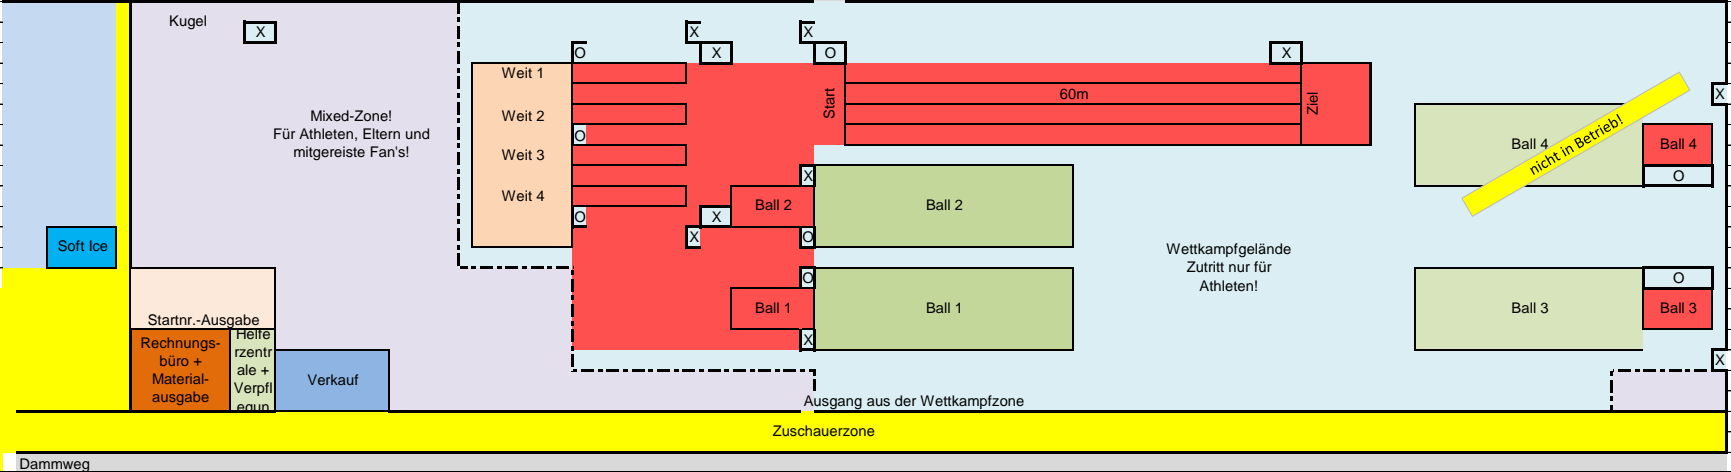 Kugel
X
X
X
O
X
O
X
Weit 1
Start
60m
Ziel
X
Mixed-Zone!
Für Athleten, Eltern und
mitgereiste Fan's!
Weit 2
O
Weit 3
Weit 4
O
X
X
X
Ball 2
O
Ball 2
Ball 4
nicht in Betrieb!
Ball 4
O
Soft Ice
Wettkampfgelände
Zutritt nur für
Athleten!
O
Ball 1
X
Ball 1
Ball 3
O
Ball 3
X
Startnr.-Ausgabe
Rechnungs-
büro +
Material-
ausgabe
Helfe
rzentr
ale +
Verpfl
egun
Verkauf
Ausgang aus der Wettkampfzone
Zuschauerzone
Dammweg